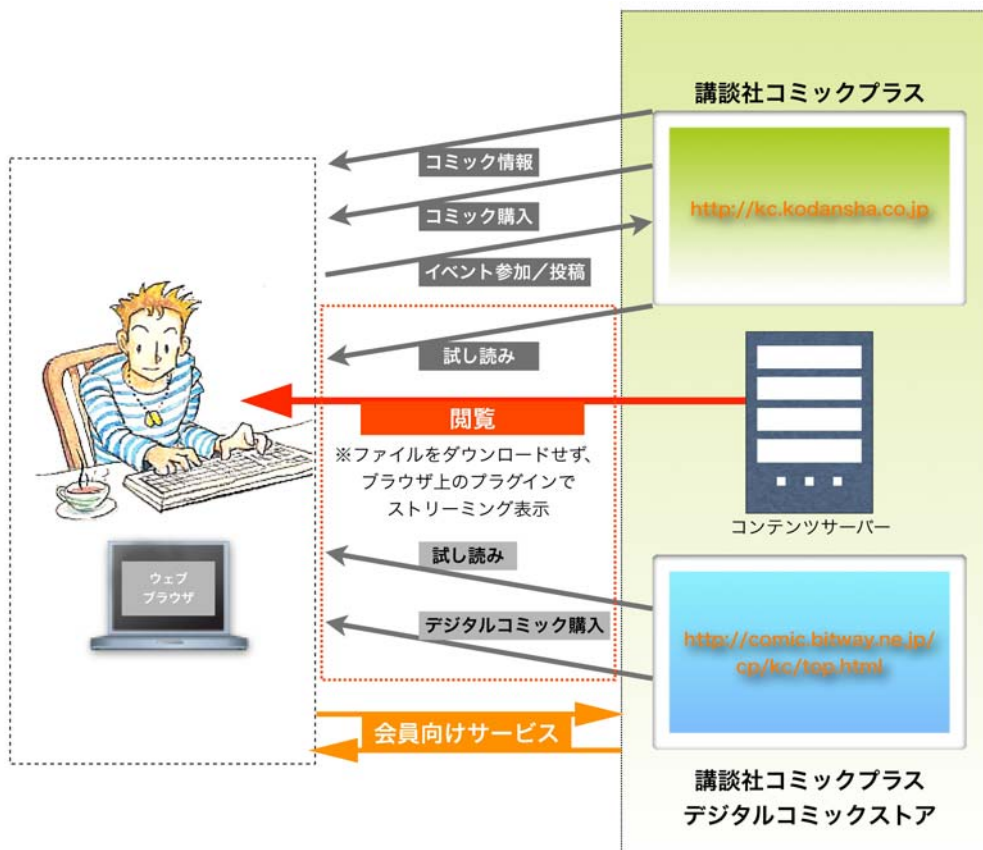 講談社コミックプラス
http://kc.kodansha.co.jp
コミック情報
コミック購入
イベント参加／投稿
試し読み
閲覧
※ファイルをダウンロードせず、
ブラウザ上のプラグインで
ストリーミング表示
コンテンツサーバー
試し読み
デジタルコミック購入
ウェブ
ブラウザ
http://comic.bitway.ne.jp/
cp/kc/top.html
会員向けサービス
講談社コミックプラス
デジタルコミックストア